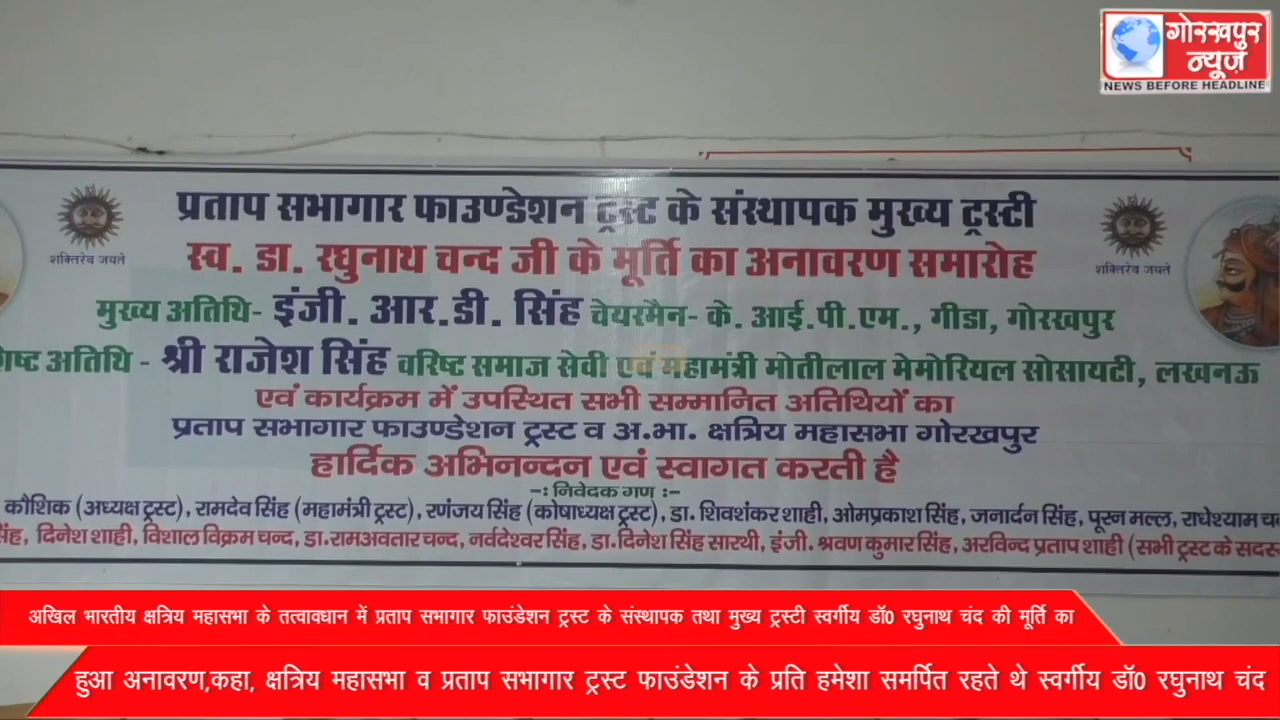 गोरखपुर
न्यूज़
NEWS BEFORE HEADLINE
प्रताप सभागार फाउण्डेशन ट्रस्ट के संस्थापक मुख्य ट्रस्टी
स्व. डा. रघुनाथ चन्द जी के मूर्ति का अनावरण समारोह
शक्तिरेव जयते
शक्तिरेव जयते
मुख्य अतिथि- इंजी. आर.डी. सिंह चेयरमैन- के. आई.पी.एम., गीडा, गोरखपुर
अतिथि - श्री राजेश सिंह वरिष्ट समाज सेवी एवं महामंत्री मोतीलाल मेमोरियल सोसायटी, लखनऊ
एवं कार्यक्रम में उपस्थित सभी सम्मानित अतिथियों का
प्रताप सभागार फाउण्डेशन ट्रस्ट व अ.भा. क्षत्रिय महासभा गोरखपुर
हार्दिक अभिनन्दन एवं स्वागत करती है
-: निवेदक गण :-
कौशिक (अध्यक्ष ट्रस्ट), रामदेव सिंह (महामंत्री ट्रस्ट), रणंजय सिंह (कोषाध्यक्ष ट्रस्ट), डा. शिवशंकर शाही, ओमप्रकाश सिंह, जनार्दन सिंह, पूरन मल्ल, राधेश्याम
दिनेश शाही, विशाल विक्रम चन्द, डा.रामअवतार चन्द, नर्वदेश्वर सिंह, डा.दिनेश सिंह सारथी, इंजी. श्रवण कुमार सिंह, अरविन्द प्रताप शाही (सभी ट्रस्ट के
अखिल भारतीय क्षत्रिय महासभा के तत्वावधान में प्रताप सभागार फाउंडेशन ट्रस्ट के संस्थापक तथा मुख्य ट्रस्टी स्वर्गीय डॉ0 रघुनाथ चंद की मूर्ति का
हुआ अनावरण,कहा, क्षत्रिय महासभा व प्रताप सभागार ट्रस्ट फाउंडेशन के प्रति हमेशा समर्पित रहते थे स्वर्गीय डॉ0 रघुनाथ चंद